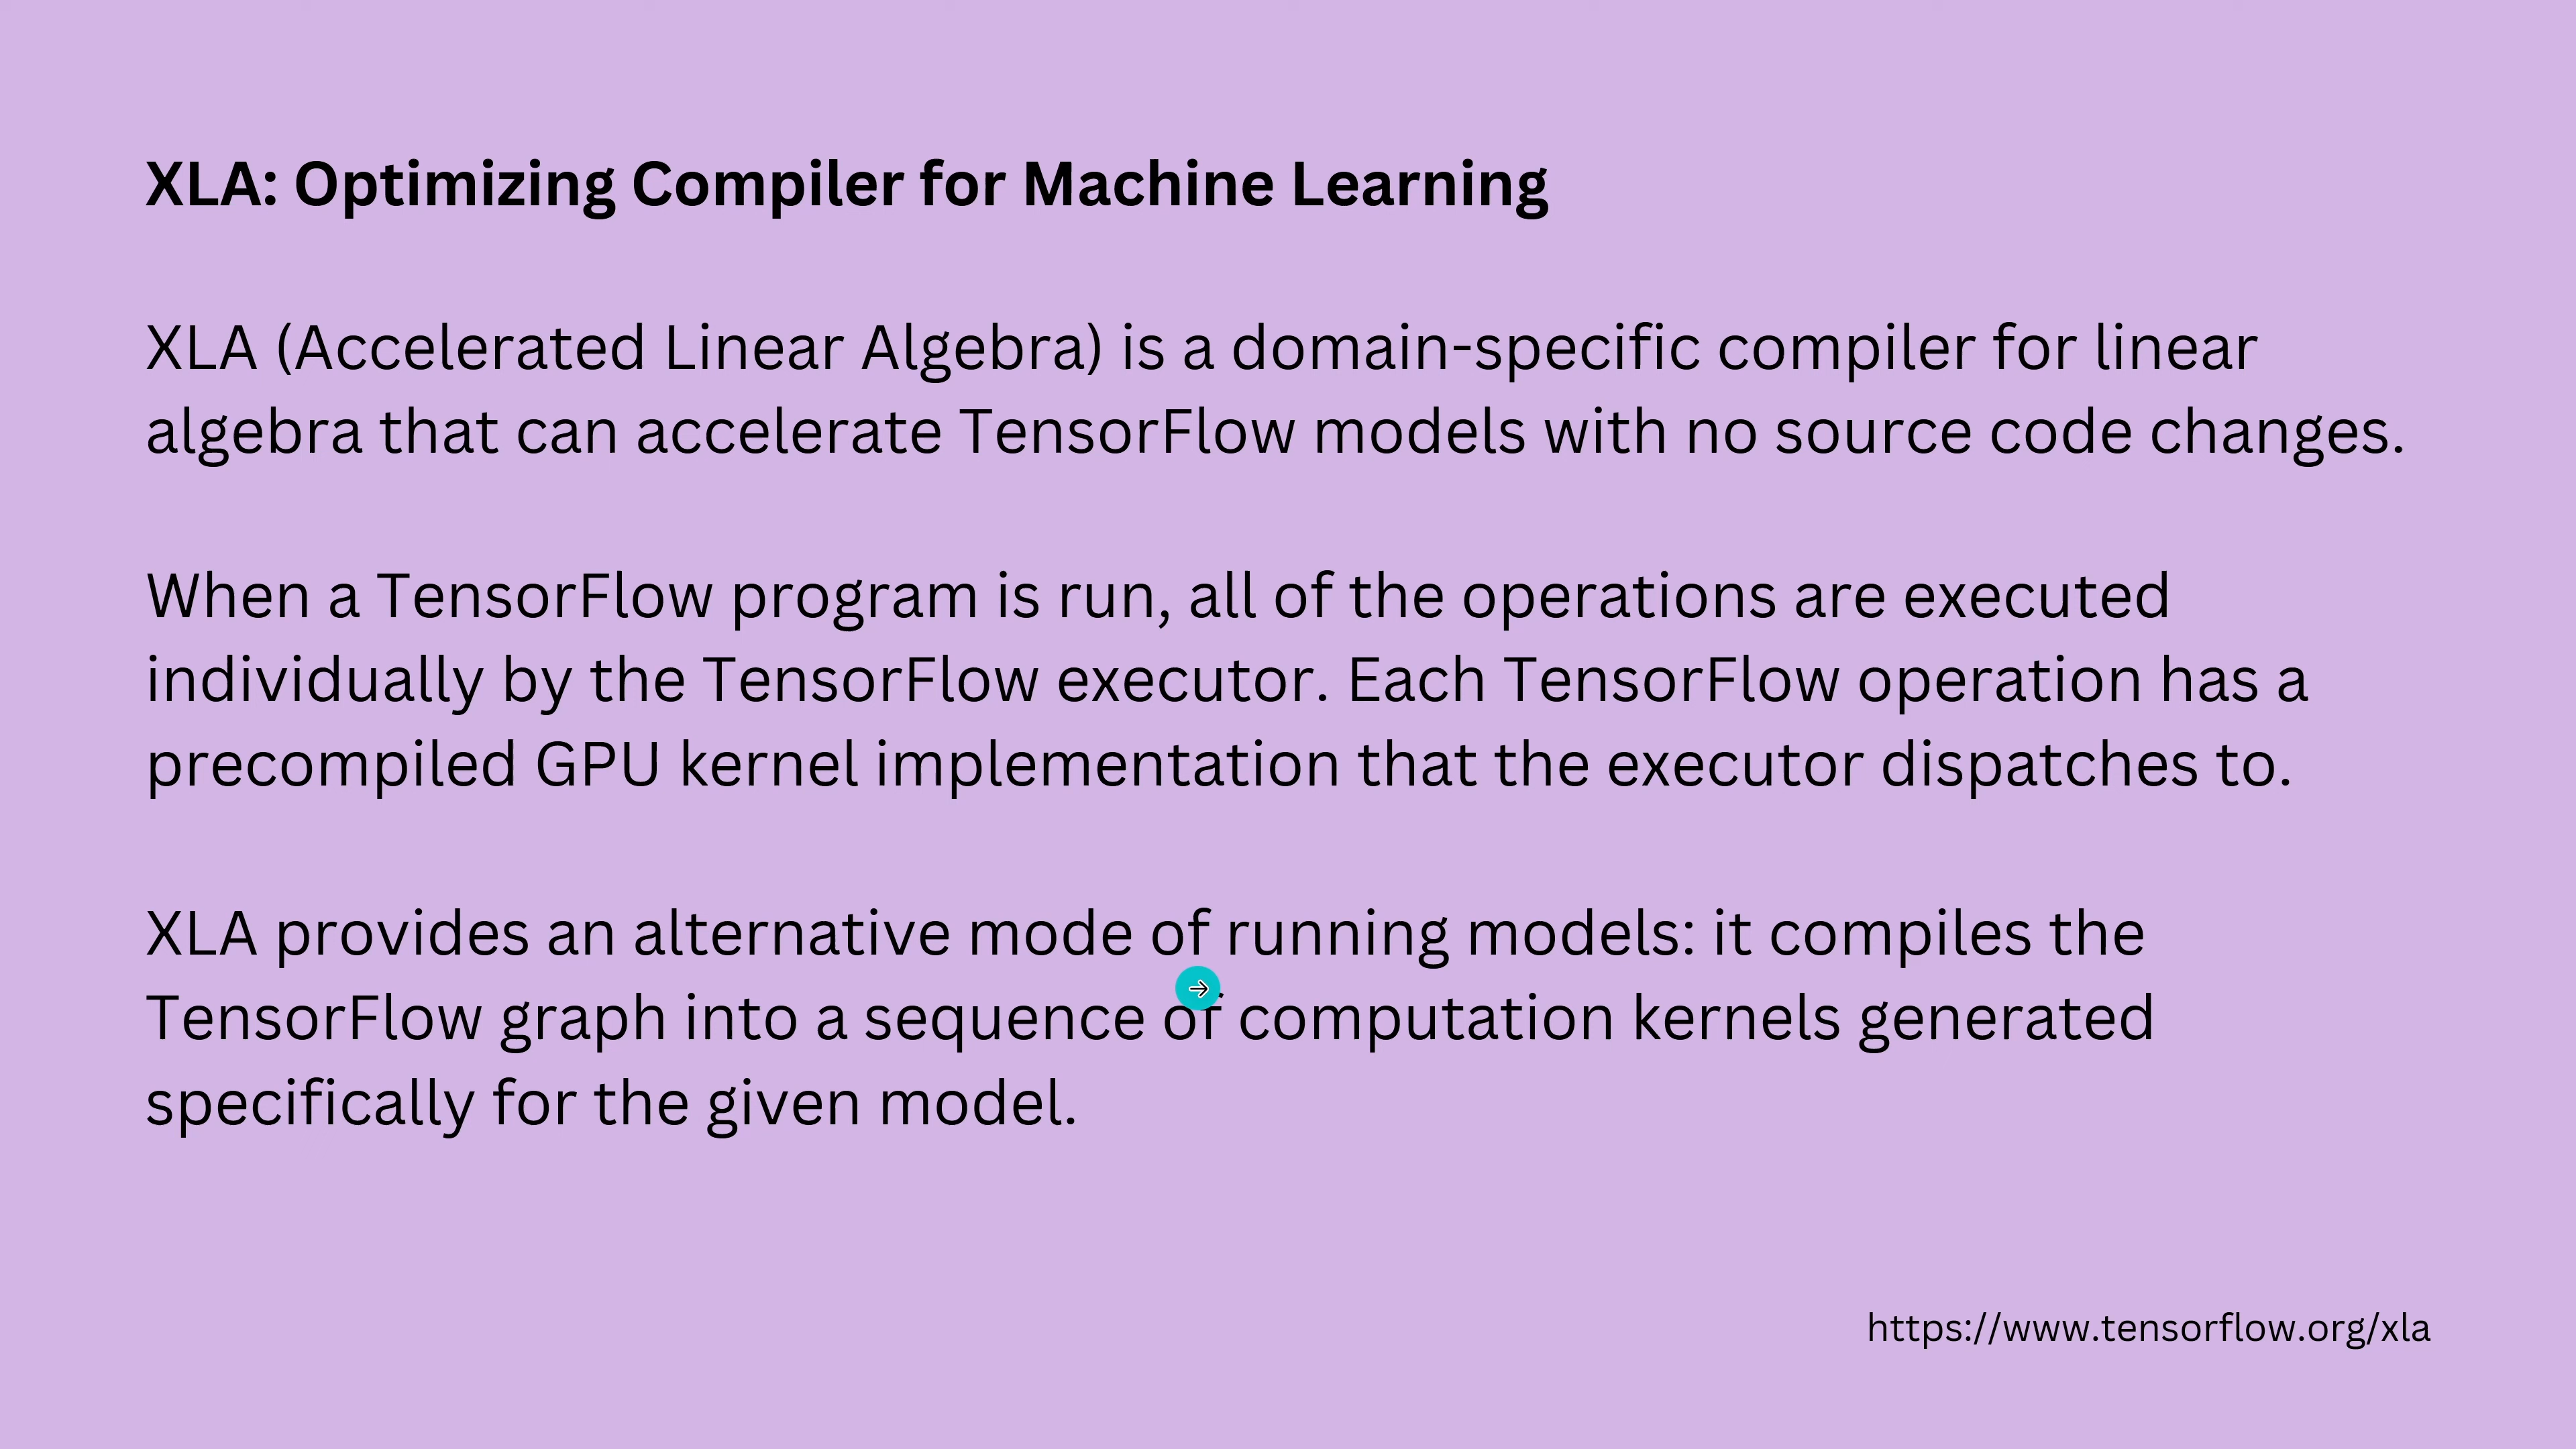 XLA: Optimizing Compiler for Machine Learning
XLA (Accelerated Linear Algebra) is a domain-specific compiler for linear
algebra that can accelerate TensorFlow models with no source code changes.
When a TensorFlow program is run, all of the operations are executed
individually by the TensorFlow executor. Each TensorFlow operation has a
precompiled GPU kernel implementation that the executor dispatches to.
XLA provides an alternative mode of running models: it compiles the
TensorFlow graph into a sequence of computation kernels generated
specifically for the given model.
https://www.tensorflow.org/xla